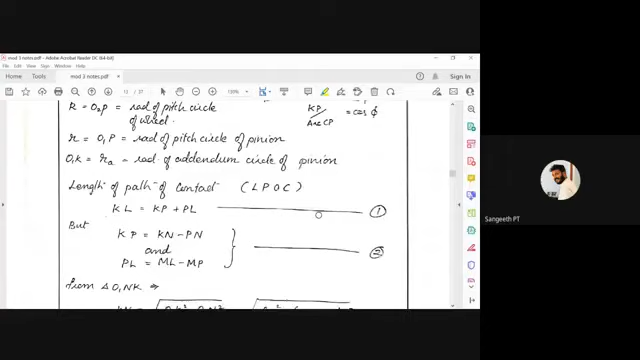 mod 3 notes.pdf - Adobe Acrobat Reader DC (64-bit)
File Edit View Sign Window Help
Home Tools mod 3 notes.pdf × Sign In
R = O₂P = rad of pitch circle
of wheel.
KP/
Arc CP = cos ϕ
r = O₁P = rad of pitch circle of pinion
O₁K = rₐ = rad. of addendum circle of pinion
Length of path of contact (LPOC)
KL = KP + PL ①
But
KP = KN - PN
and ②
PL = ML - MP
From △ O₁NK ⇒
Sangeeth PT